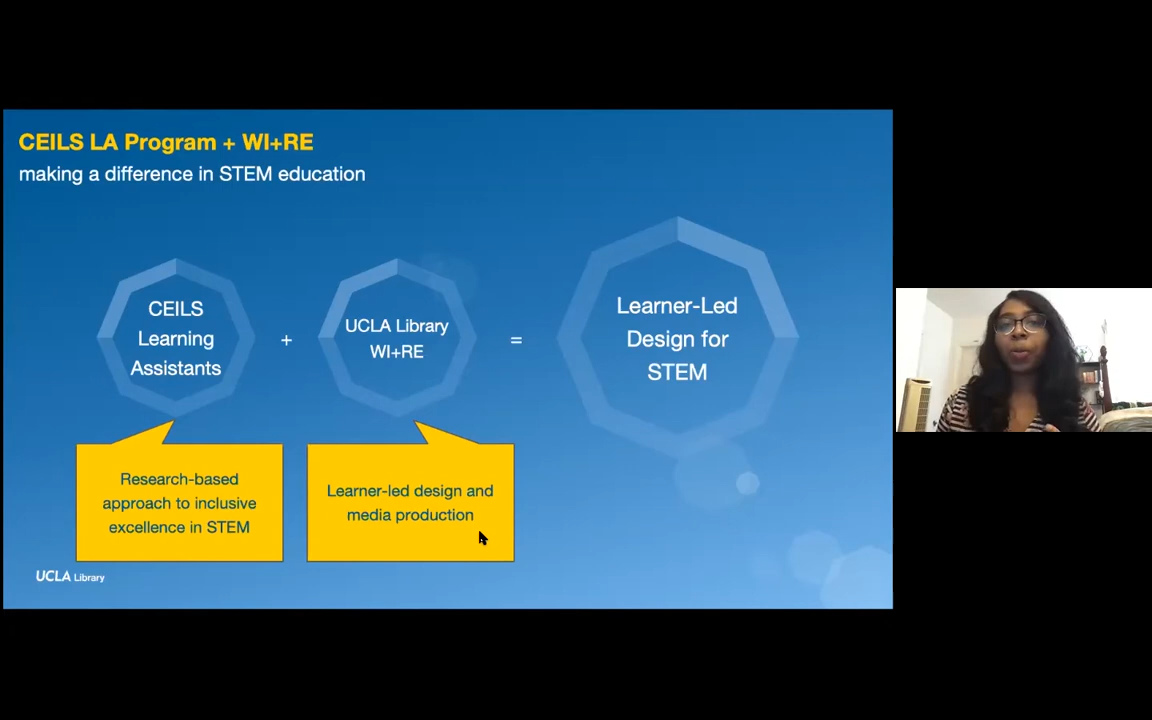 CEILS LA Program + WI+RE
making a difference in STEM education
CEILS
Learning
Assistants
+
UCLA Library
WI+RE
=
Learner-Led
Design for
STEM
Research-based
approach to inclusive
excellence in STEM
Learner-led design and
media production
UCLA Library